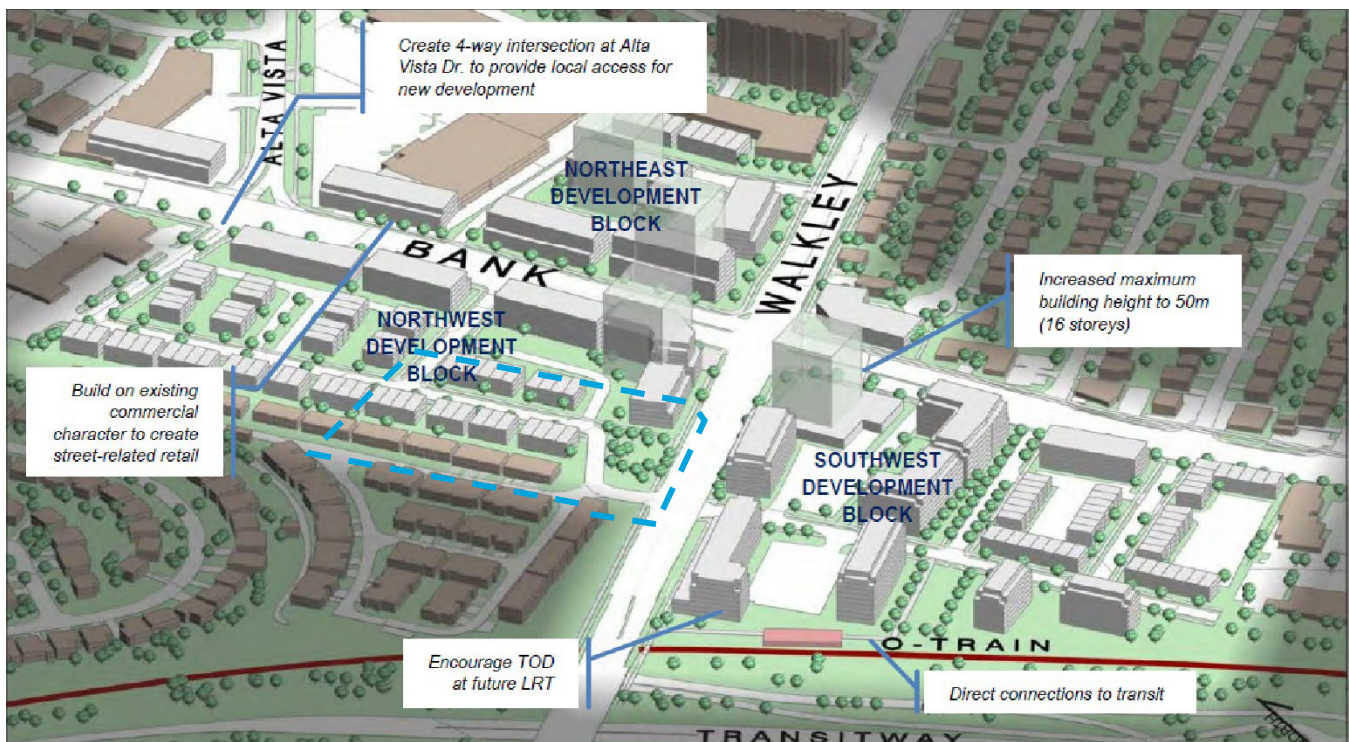 Create 4-way intersection at Alta
Vista Dr. to provide local access for
new development
ALTA VISTA
NORTHEAST
DEVELOPMENT
BLOCK
WALKLEY
BANK
Increased maximum
building height to 50m
(16 storeys)
NORTHWEST
DEVELOPMENT
BLOCK
Build on existing
commercial
character to create
street-related retail
SOUTHWEST
DEVELOPMENT
BLOCK
Encourage TOD
at future LRT
O-TRAIN
Direct connections to transit
TRANSITWAY